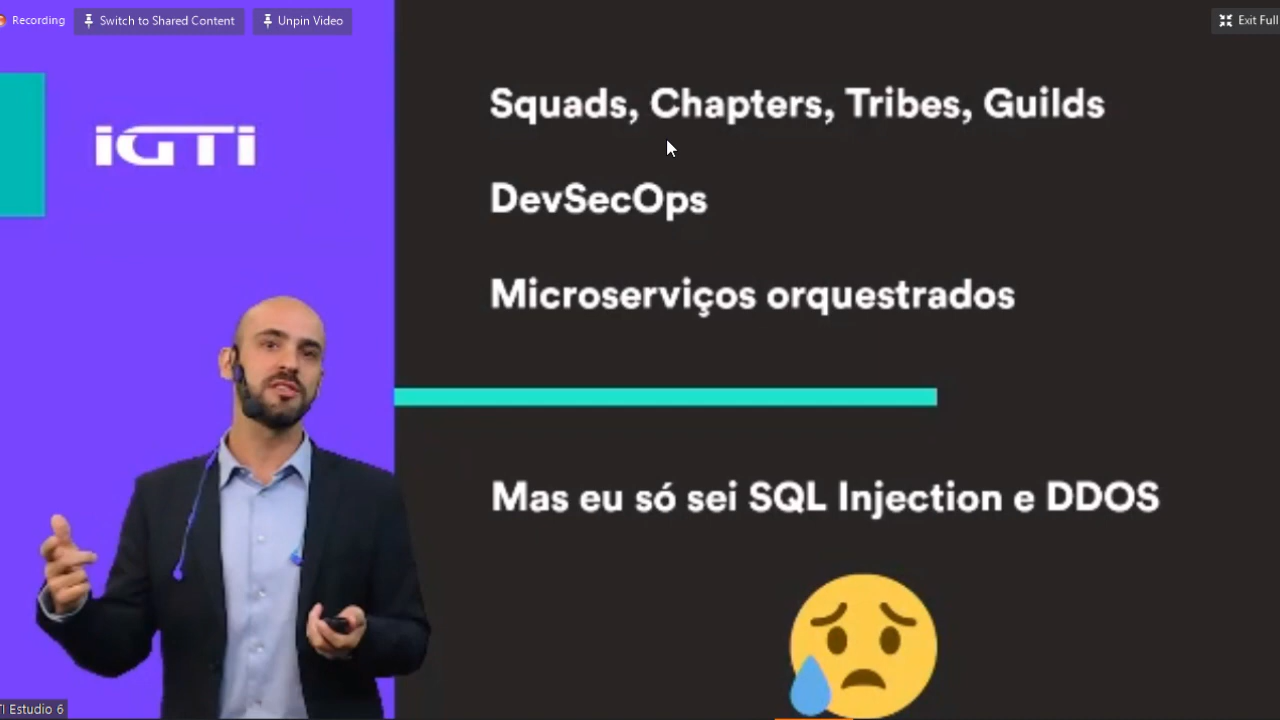 Recording
Switch to Shared Content
Unpin Video
Exit Full
iGTi
Squads, Chapters, Tribes, Guilds
DevSecOps
Microserviços orquestrados
Mas eu só sei SQL Injection e DDOS
TI Estudio 6